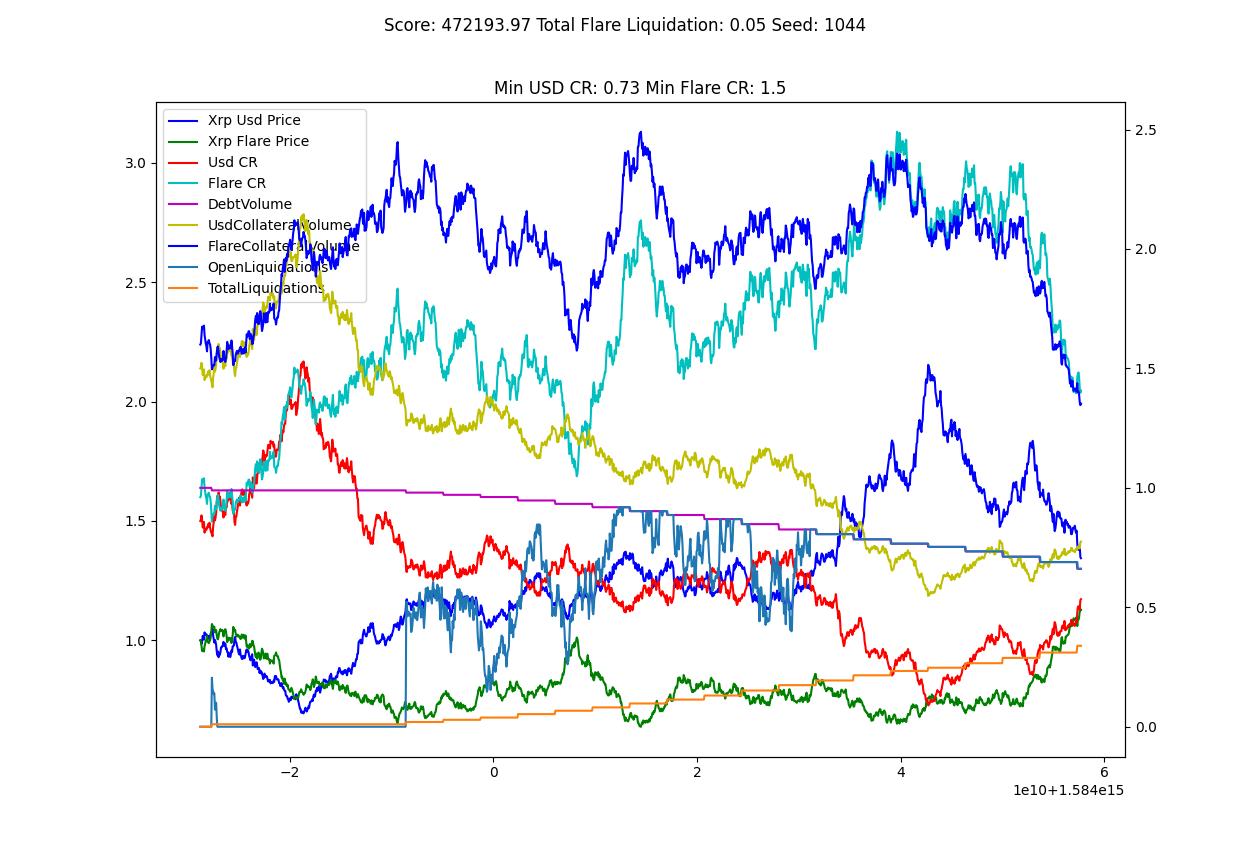 Score: 472193.97 Total Flare Liquidation: 0.05 Seed: 1044
Min USD CR: 0.73 Min Flare CR: 1.5
Xrp Usd Price
Xrp Flare Price
Usd CR
Flare CR
DebtVolume
UsdCollateralVolume
FlareCollateralVolume
OpenLiquidations
TotalLiquidations
3.0
2.5
2.0
1.5
1.0
2.5
2.0
1.5
1.0
0.5
0.0
−2
0
2
4
6
1e10+1.584e15